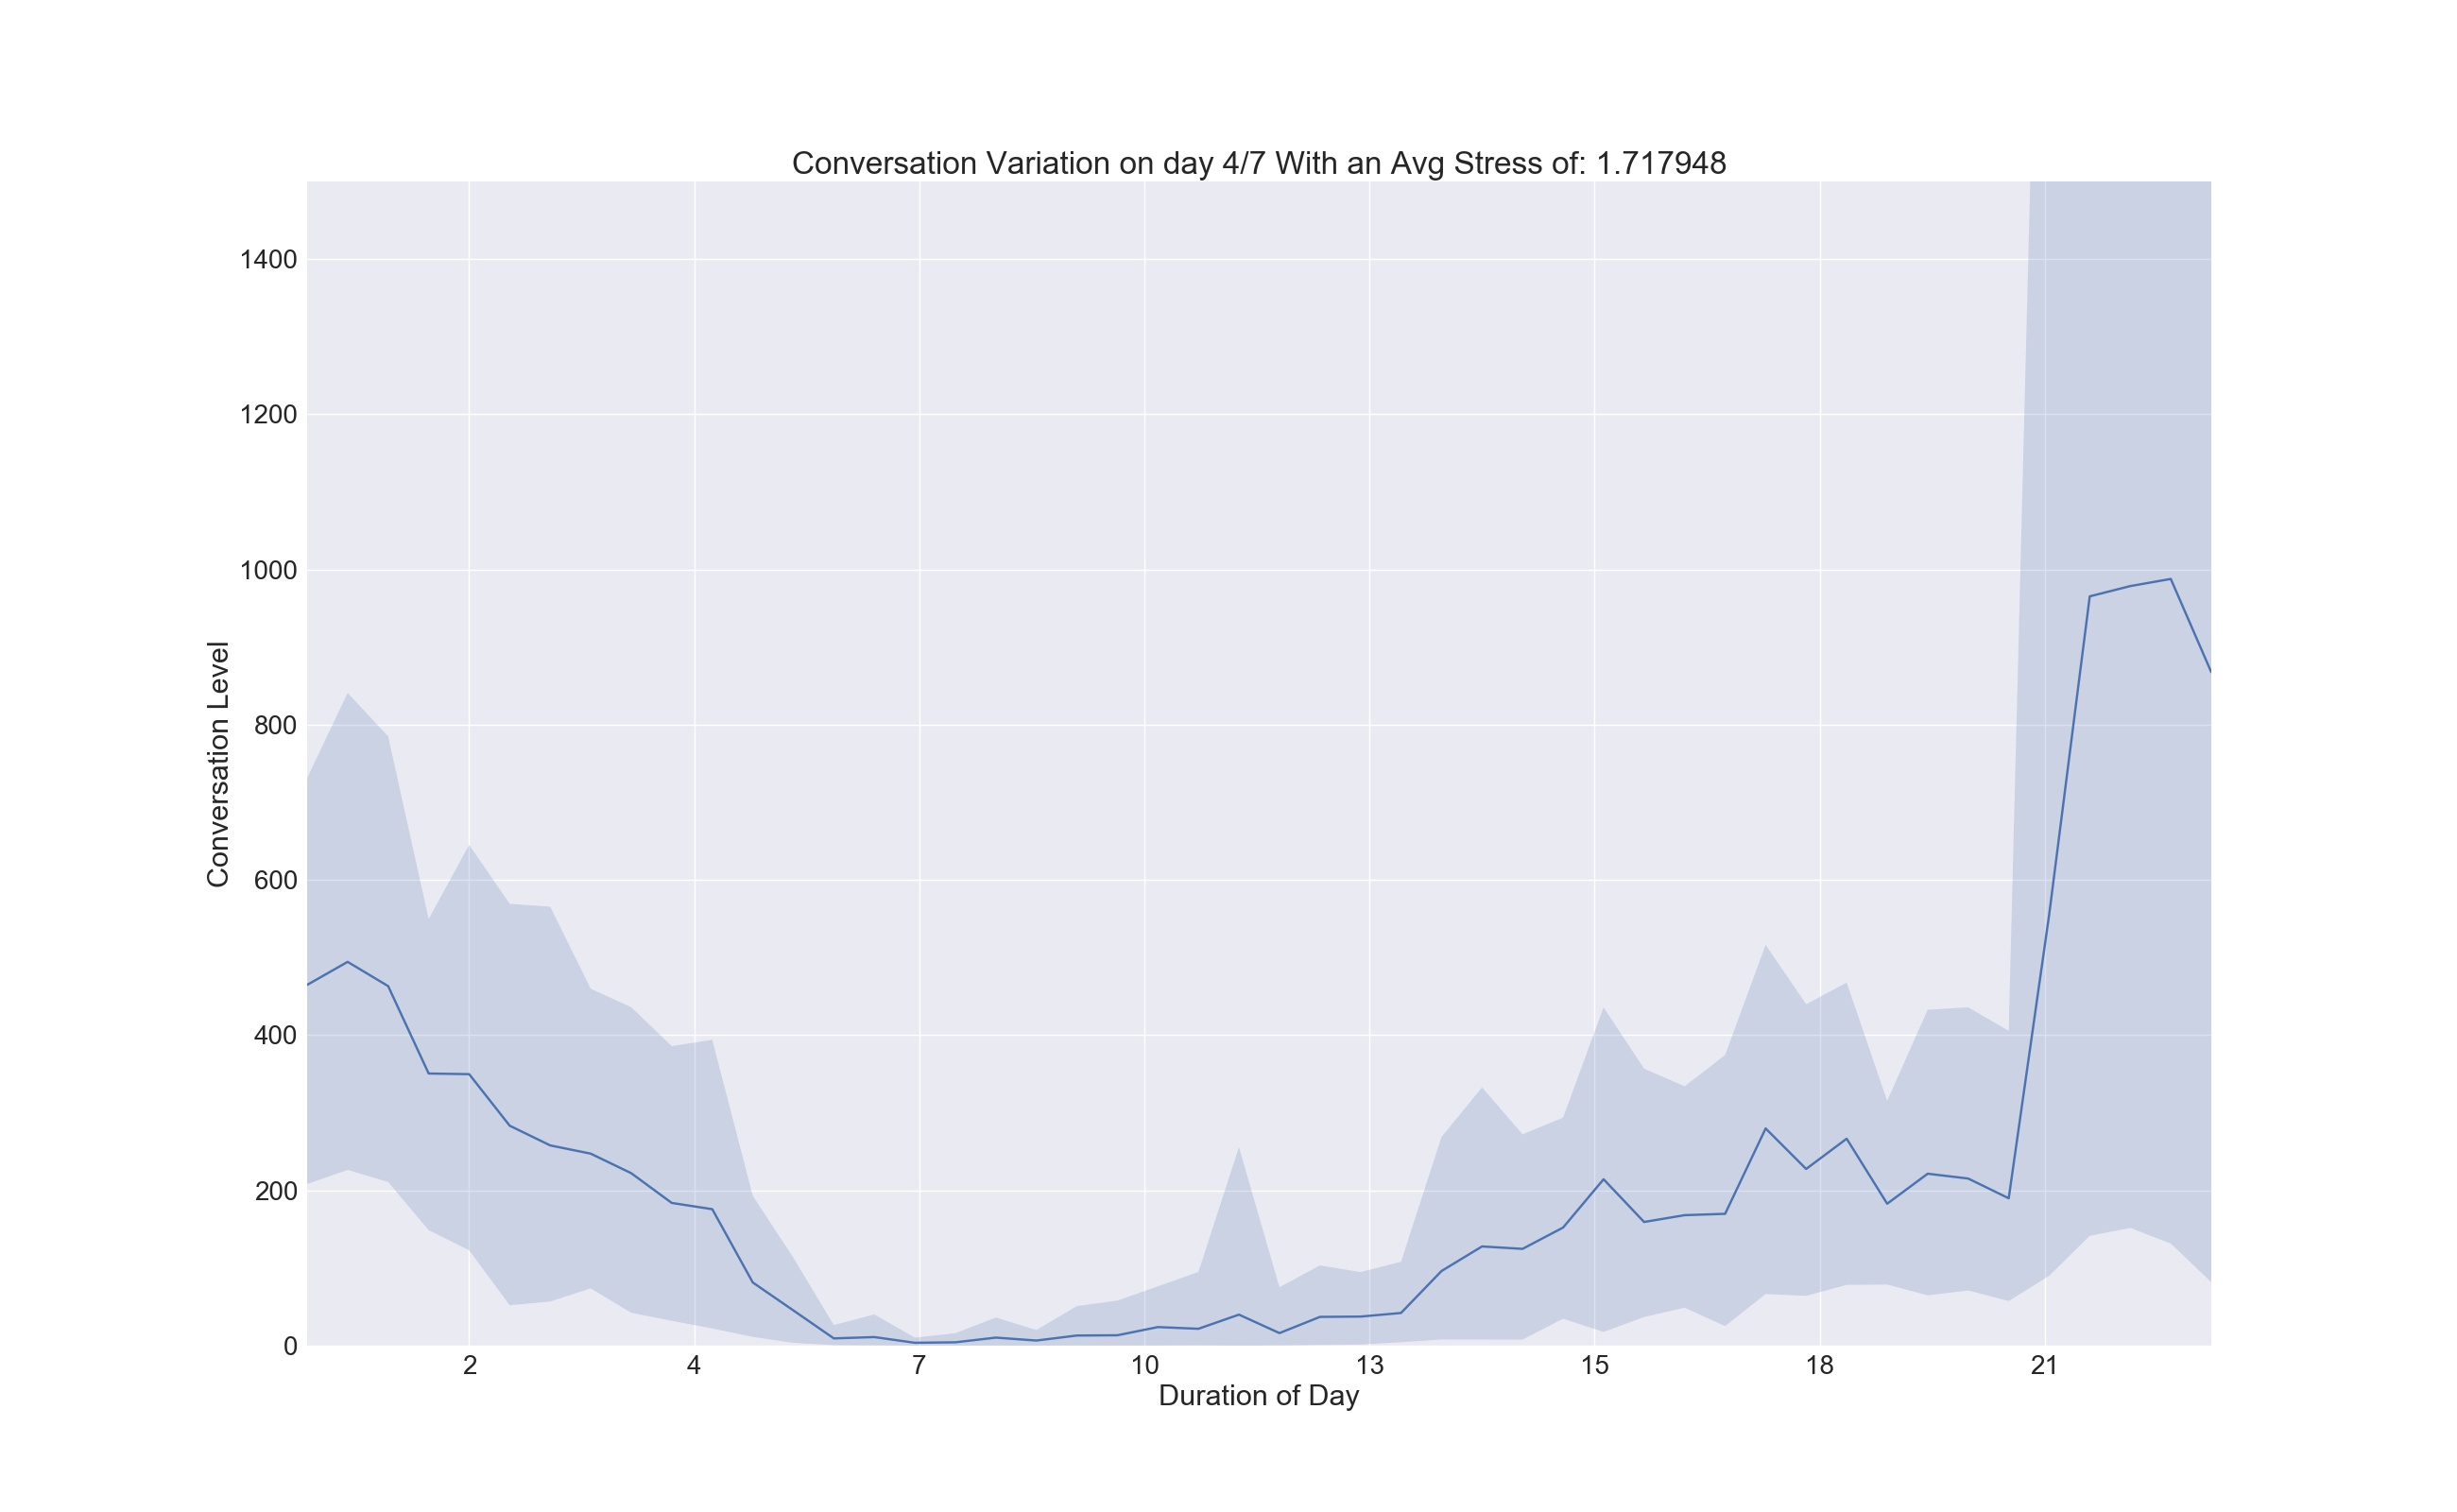 Conversation Variation on day 4/7 With an Avg Stress of: 1.717948
1400
1200
1000
800
600
400
200
0
Conversation Level
2 4 7 10 13 15 18 21
Duration of Day